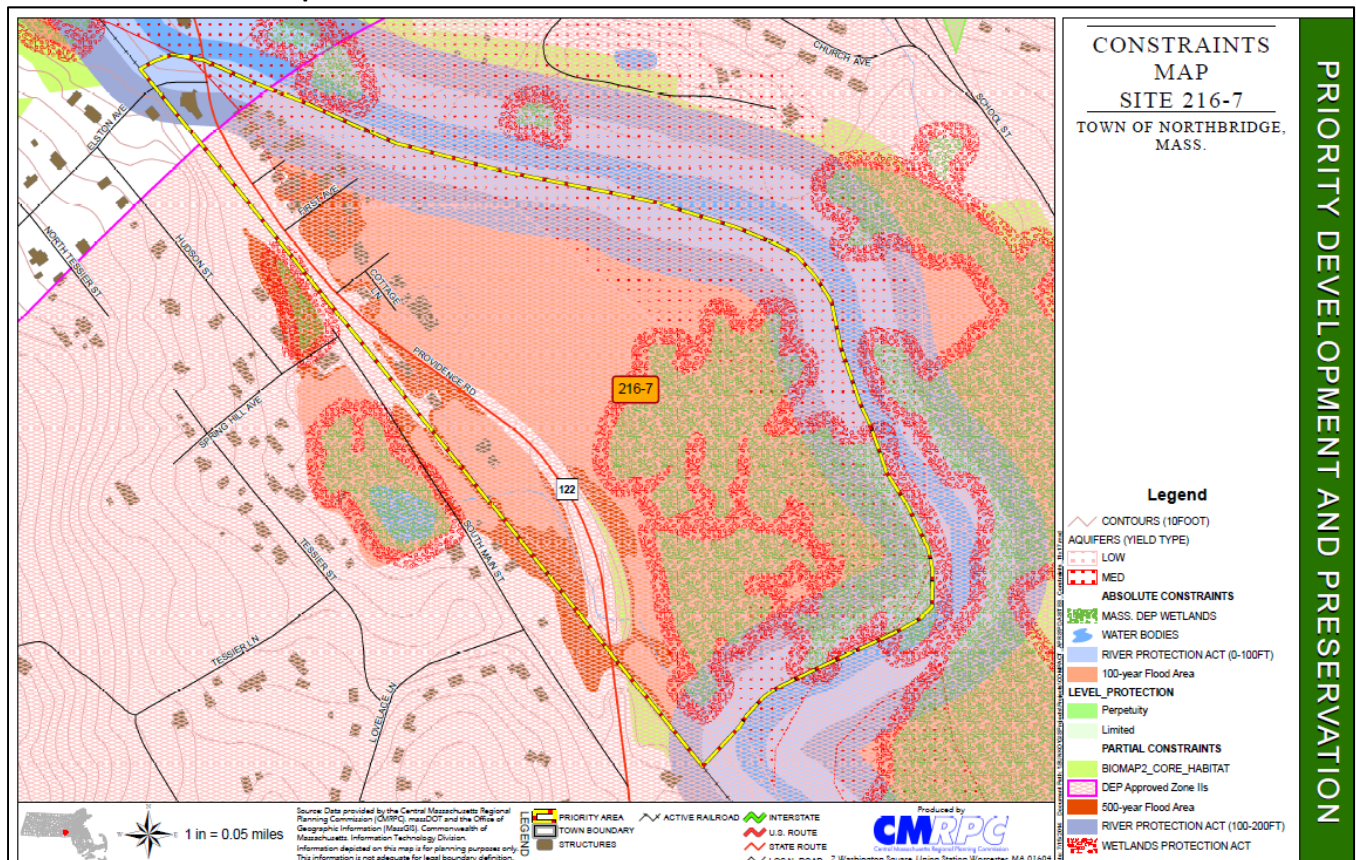 CONSTRAINTS
MAP
SITE 216-7
TOWN OF NORTHBRIDGE,
MASS.
PRIORITY DEVELOPMENT AND PRESERVATION
CHURCH AVE
SCHOOL ST
ELSTON AVE
FIRST AVE
NORTH TESSIER ST
HUDSON ST
COTTAGE
LN
PROVIDENCE RD
216-7
SPRING HILL AVE
122
SOUTH MAIN ST
TESSIER ST
TESSIER LN
LOVELACE LN
Legend
CONTOURS (10FOOT)
AQUIFERS (YIELD TYPE)
LOW
MED
ABSOLUTE CONSTRAINTS
MASS. DEP WETLANDS
WATER BODIES
RIVER PROTECTION ACT (0-100FT)
100-year Flood Area
LEVEL_PROTECTION
Perpetuity
Limited
PARTIAL CONSTRAINTS
BIOMAP2_CORE_HABITAT
DEP Approved Zone IIs
500-year Flood Area
RIVER PROTECTION ACT (100-200FT)
WETLANDS PROTECTION ACT
N
W
E
S
1 in = 0.05 miles
Source: Data provided by the Central Massachusetts Regional
Planning Commission (CMRPC), massDOT and the Office of
Geographic Information (MassGIS), Commonwealth of
Massachusetts, Information Technology Division.
Information depicted on this map is for planning purposes only.
This information is not adequate for legal boundary definition,
LEGEND
PRIORITY AREA
TOWN BOUNDARY
STRUCTURES
ACTIVE RAILROAD
INTERSTATE
U.S. ROUTE
STATE ROUTE
LOCAL ROAD
Produced by
CMRPC
Central Massachusetts Regional Planning Commission
2 Washington Square, Union Station Worcester, MA 01604